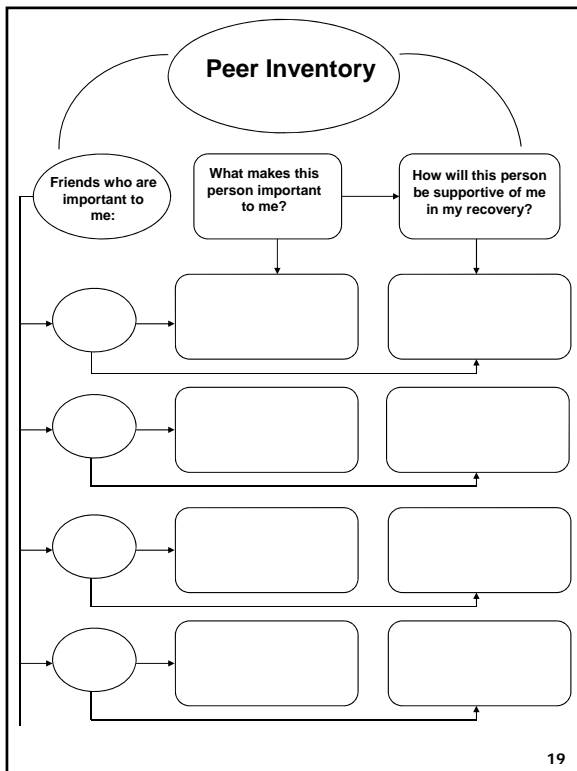 Peer Inventory
Friends who are
important to
me:
What makes this
person important
to me?
How will this person
be supportive of me
in my recovery?
19